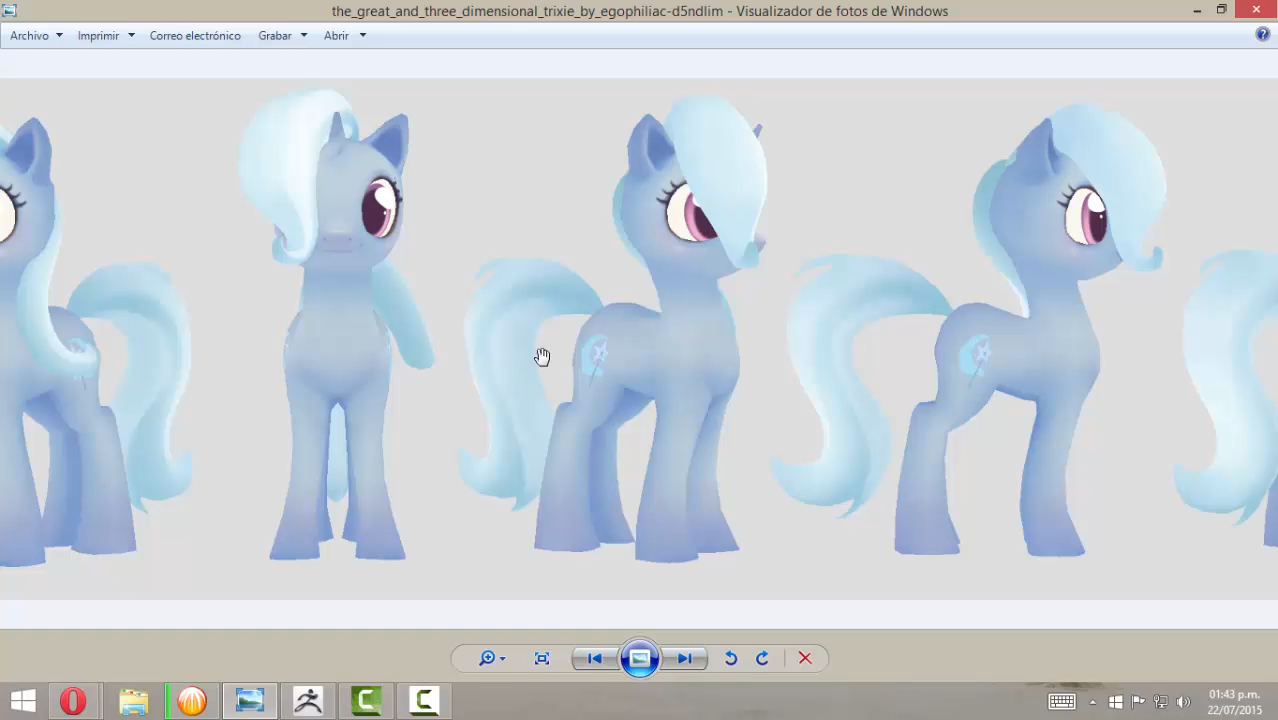 the_great_and_three_dimensional_trixie_by_egophiliac-d5ndlim - Visualizador de fotos de Windows
Archivo Imprimir Correo electrónico Grabar Abrir
01:43 p.m.
22/07/2015